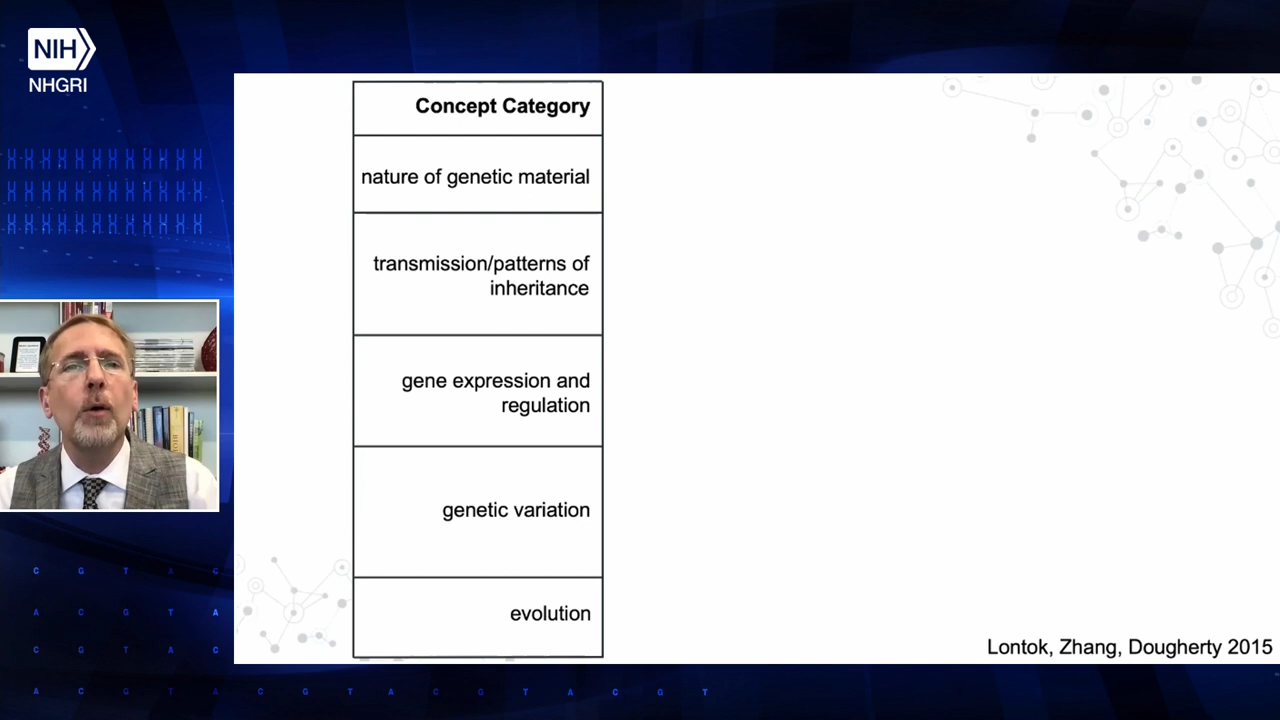 NIH
NHGRI
Concept Category
nature of genetic material
transmission/patterns of
inheritance
gene expression and
regulation
genetic variation
evolution
Lontok, Zhang, Dougherty 2015
C G T A C
A C G T A
C G T A C
A C G T A C G T A C G T A C G T